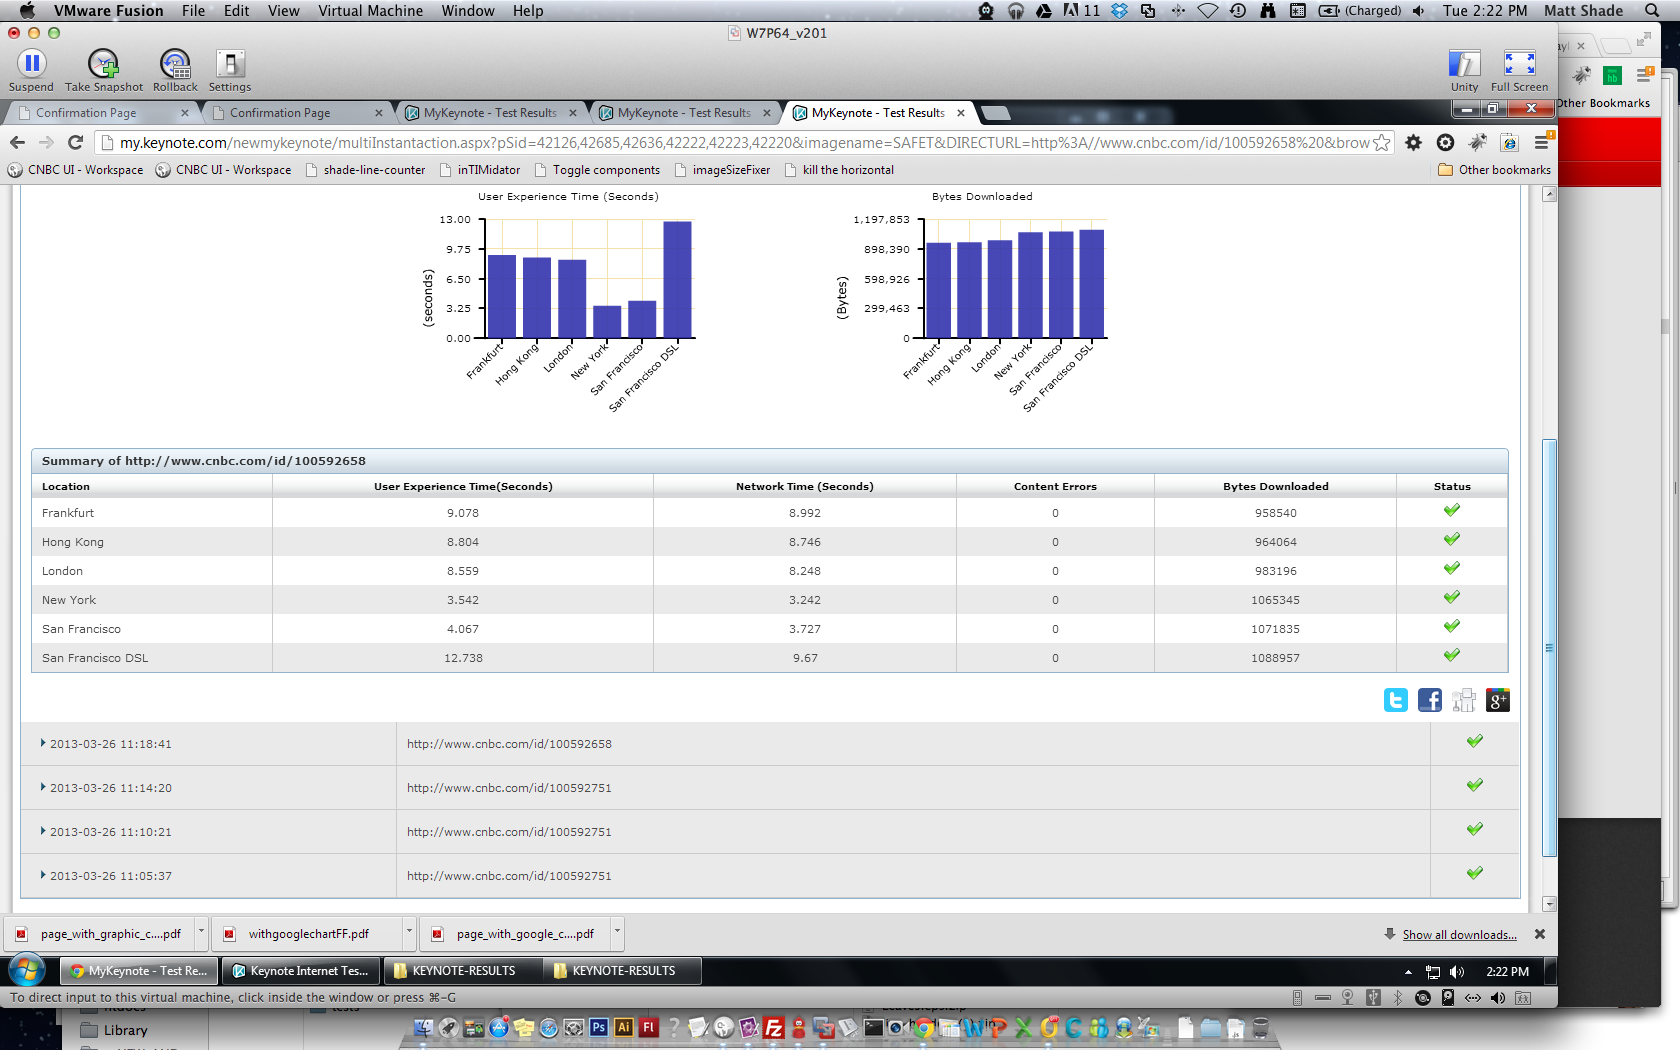 VMware Fusion File Edit View Virtual Machine Window Help 11 (Charged) Tue 2:22 PM Matt Shade
W7P64_v201
Suspend Take Snapshot Rollback Settings Unity Full Screen
Confirmation Page Confirmation Page MyKeynote - Test Results MyKeynote - Test Results MyKeynote - Test Results
Other Bookmarks
my.keynote.com/newmykeynote/multiInstantaction.aspx?pSid=42126,42685,42636,42222,42223,42220&imagename=SAFET&DIRECTURL=http%3A//www.cnbc.com/id/100592658%20&brow
CNBC UI - Workspace CNBC UI - Workspace shade-line-counter inTIMidator Toggle components imageSizeFixer kill the horizontal Other bookmarks
User Experience Time (Seconds)
13.00
9.75
6.50
3.25
0.00
(seconds)
Frankfurt
Hong Kong
London
New York
San Francisco
San Francisco DSL
Bytes Downloaded
1,197,853
898,390
598,926
299,463
0
(Bytes)
Frankfurt
Hong Kong
London
New York
San Francisco
San Francisco DSL
Summary of http://www.cnbc.com/id/100592658
Location User Experience Time(Seconds) Network Time (Seconds) Content Errors Bytes Downloaded Status
Frankfurt 9.078 8.992 0 958540
Hong Kong 8.804 8.746 0 964064
London 8.559 8.248 0 983196
New York 3.542 3.242 0 1065345
San Francisco 4.067 3.727 0 1071835
San Francisco DSL 12.738 9.67 0 1088957
2013-03-26 11:18:41 http://www.cnbc.com/id/100592658
2013-03-26 11:14:20 http://www.cnbc.com/id/100592751
2013-03-26 11:10:21 http://www.cnbc.com/id/100592751
2013-03-26 11:05:37 http://www.cnbc.com/id/100592751
page_with_graphic_c....pdf withgooglechartFF.pdf page_with_google_c....pdf Show all downloads...
MyKeynote - Test Re... Keynote Internet Tes... KEYNOTE-RESULTS KEYNOTE-RESULTS 2:22 PM
To direct input to this virtual machine, click inside the window or press ⌘-G
Library